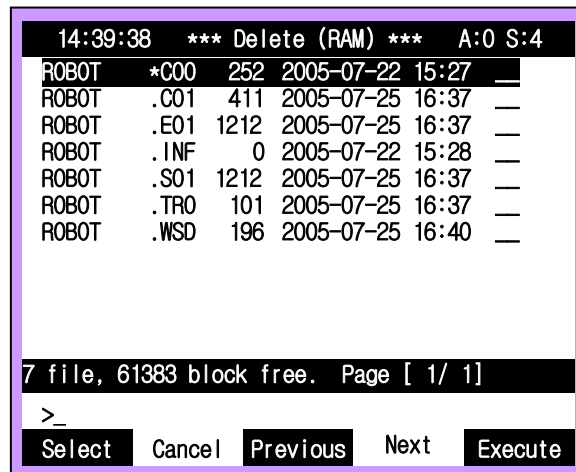 14:39:38 *** Delete (RAM) *** A:0 S:4
ROBOT *C00 252 2005-07-22 15:27 __
ROBOT .C01 411 2005-07-25 16:37 __
ROBOT .E01 1212 2005-07-25 16:37 __
ROBOT .INF 0 2005-07-22 15:28 __
ROBOT .S01 1212 2005-07-25 16:37 __
ROBOT .TR0 101 2005-07-25 16:37 __
ROBOT .WSD 196 2005-07-25 16:40 __
7 file, 61383 block free. Page [ 1/ 1]
>_
Select Cancel Previous Next Execute